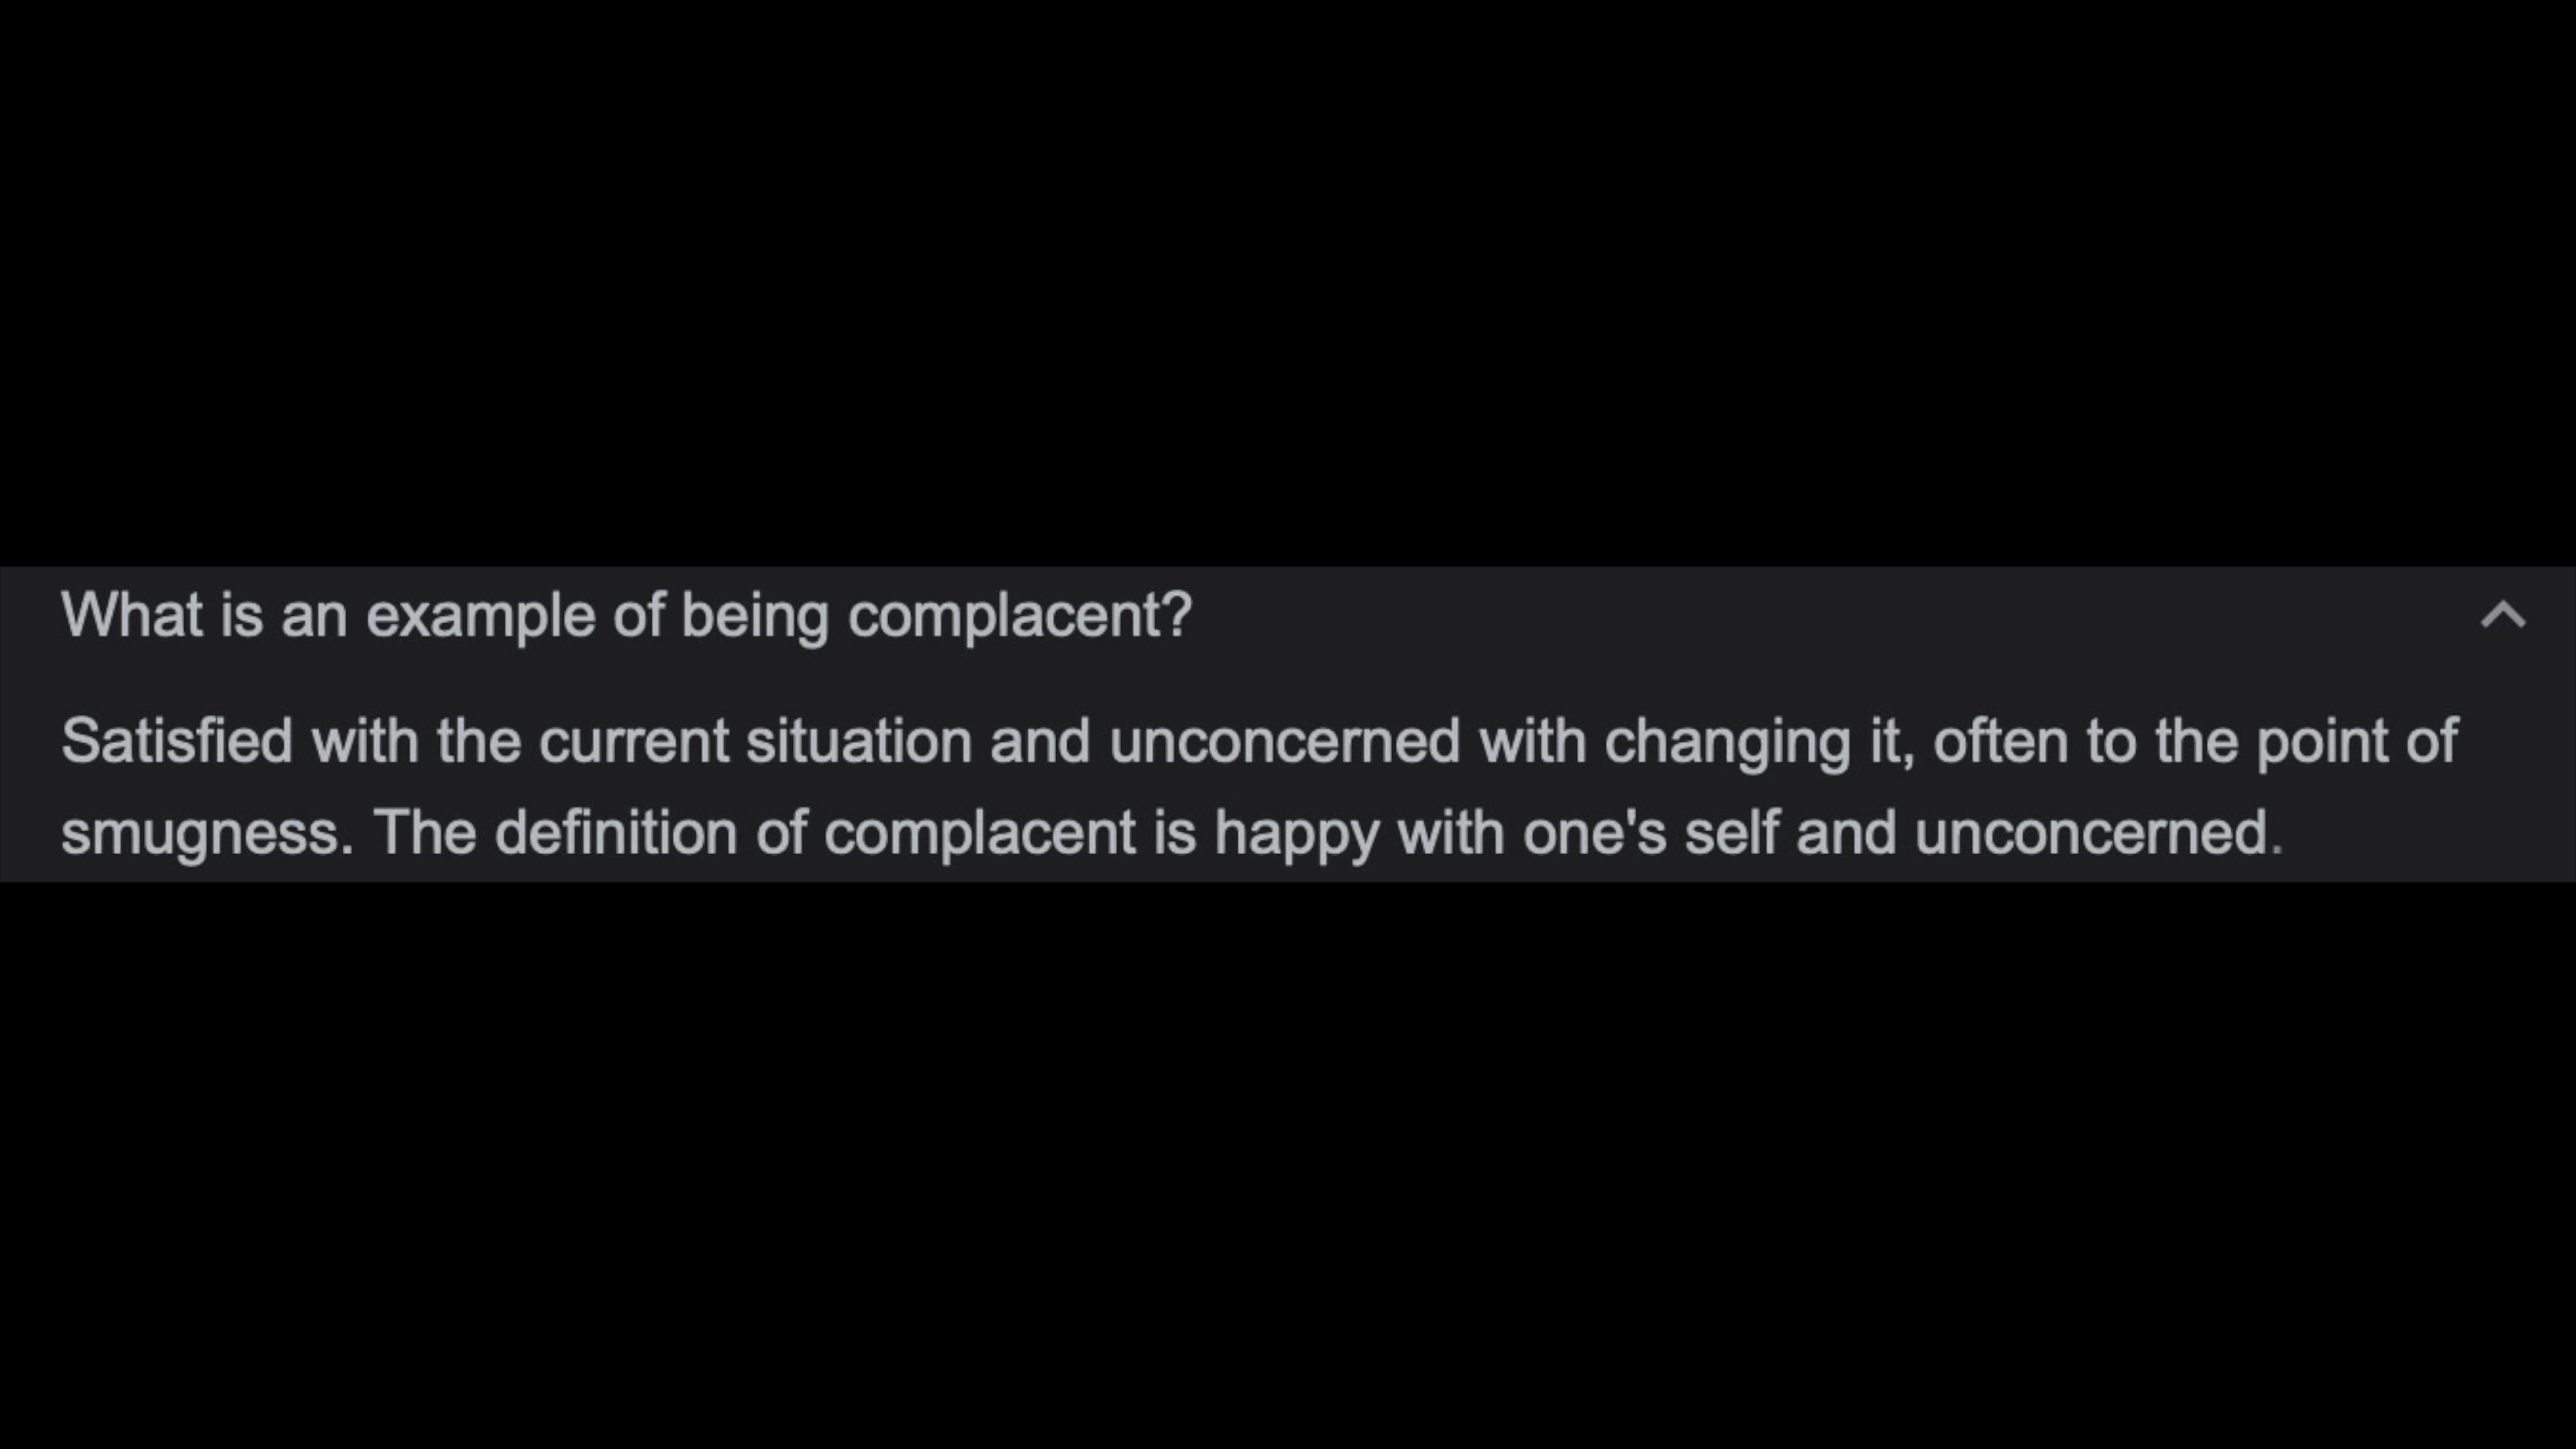 What is an example of being complacent?
Satisfied with the current situation and unconcerned with changing it, often to the point of
smugness. The definition of complacent is happy with one's self and unconcerned.